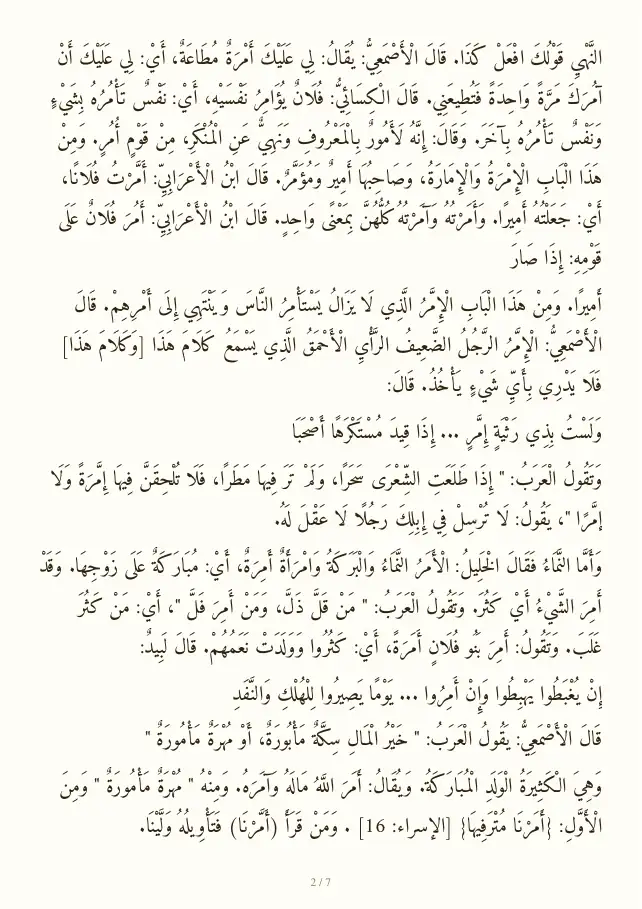 النَّهْيِ قَوْلُكَ افْعَلْ كَذَا. قَالَ الْأَصْمَعِيُّ: يُقَالُ: لِي عَلَيْكَ أَمْرَةٌ مُطَاعَةٌ، أَيْ: لِي عَلَيْكَ أَنْ
آمُرَكَ مَرَّةً وَاحِدَةً فَتُطِيعَنِي. قَالَ الْكِسَائِيُّ: فُلَانٌ يُؤَامِرُ نَفْسَيْهِ، أَيْ: نَفْسٌ تَأْمُرُهُ بِشَيْءٍ
وَنَفْسٌ تَأْمُرُهُ بِآخَرَ. وَقَالَ: إِنَّهُ لَأَمُورٌ بِالْمَعْرُوفِ وَنَهِيٌّ عَنِ الْمُنْكَرِ، مِنْ قَوْمٍ أُمُرٍ. وَمِنْ
هَذَا الْبَابِ الْإِمْرَةُ وَالْإِمَارَةُ، وَصَاحِبُهَا أَمِيرٌ وَمُؤَمَّرٌ. قَالَ ابْنُ الْأَعْرَابِيِّ: أَمَّرْتُ فُلَانًا،
أَيْ: جَعَلْتُهُ أَمِيرًا. وَأَمَرْتُهُ وَآمَرْتُهُ كُلُّهُنَّ بِمَعْنًى وَاحِدٍ. قَالَ ابْنُ الْأَعْرَابِيِّ: أَمُرَ فُلَانٌ عَلَى
قَوْمِهِ: إِذَا صَارَ
أَمِيرًا. وَمِنْ هَذَا الْبَابِ الْإِمَّرُ الَّذِي لَا يَزَالُ يَسْتَأْمِرُ النَّاسَ وَيَنْتَهِي إِلَى أَمْرِهِمْ. قَالَ
الْأَصْمَعِيُّ: الْإِمَّرُ الرَّجُلُ الضَّعِيفُ الرَّأْيِ الْأَحْمَقُ الَّذِي يَسْمَعُ كَلَامَ هَذَا [وَكَلَامَ هَذَا]
فَلَا يَدْرِي بِأَيِّ شَيْءٍ يَأْخُذُ. قَالَ:
وَلَسْتُ بِذِي رَثْيَةٍ إِمَّرٍ ... إِذَا قِيدَ مُسْتَكْرَهًا أَصْحَبَا
وَتَقُولُ الْعَرَبُ: " إِذَا طَلَعَتِ الشِّعْرَى سَحَرًا، وَلَمْ تَرَ فِيهَا مَطَرًا، فَلَا تُلْحِقَنَّ فِيهَا إِمَّرَةً وَلَا
إِمَّرًا "، يَقُولُ: لَا تُرْسِلْ فِي إِبِلِكَ رَجُلًا لَا عَقْلَ لَهُ.
وَأَمَّا النَّمَاءُ فَقَالَ الْخَلِيلُ: الْأَمَرُ النَّمَاءُ وَالْبَرَكَةُ وَامْرَأَةٌ أَمِرَةٌ، أَيْ: مُبَارَكَةٌ عَلَى زَوْجِهَا. وَقَدْ
أَمِرَ الشَّيْءُ أَيْ كَثُرَ. وَتَقُولُ الْعَرَبُ: " مَنْ قَلَّ ذَلَّ، وَمَنْ أَمِرَ فَلَّ "، أَيْ: مَنْ كَثُرَ
غَلَبَ. وَتَقُولُ: أَمِرَ بَنُو فُلَانٍ أَمَرَةً، أَيْ: كَثُرُوا وَوَلَدَتْ نَعَمُهُمْ. قَالَ لَبِيدٌ:
إِنْ يُغْبَطُوا يَهْبِطُوا وَإِنْ أَمِرُوا ... يَوْمًا يَصِيرُوا لِلْهُلْكِ وَالنَّفَدِ
قَالَ الْأَصْمَعِيُّ: يَقُولُ الْعَرَبُ: " خَيْرُ الْمَالِ سِكَّةٌ مَأْبُورَةٌ، أَوْ مُهْرَةٌ مَأْمُورَةٌ "
وَهِيَ الْكَثِيرَةُ الْوَلَدِ الْمُبَارَكَةُ. وَيُقَالُ: أَمَرَ اللَّهُ مَالَهُ وَآمَرَهُ. وَمِنْهُ " مُهْرَةٌ مَأْمُورَةٌ " وَمِنَ
الْأَوَّلِ: {أَمَرْنَا مُتْرَفِيهَا} [الإسراء: 16] . وَمَنْ قَرَأَ (أَمَّرْنَا) فَتَأْوِيلُهُ وَلَّيْنَا.
2 / 7